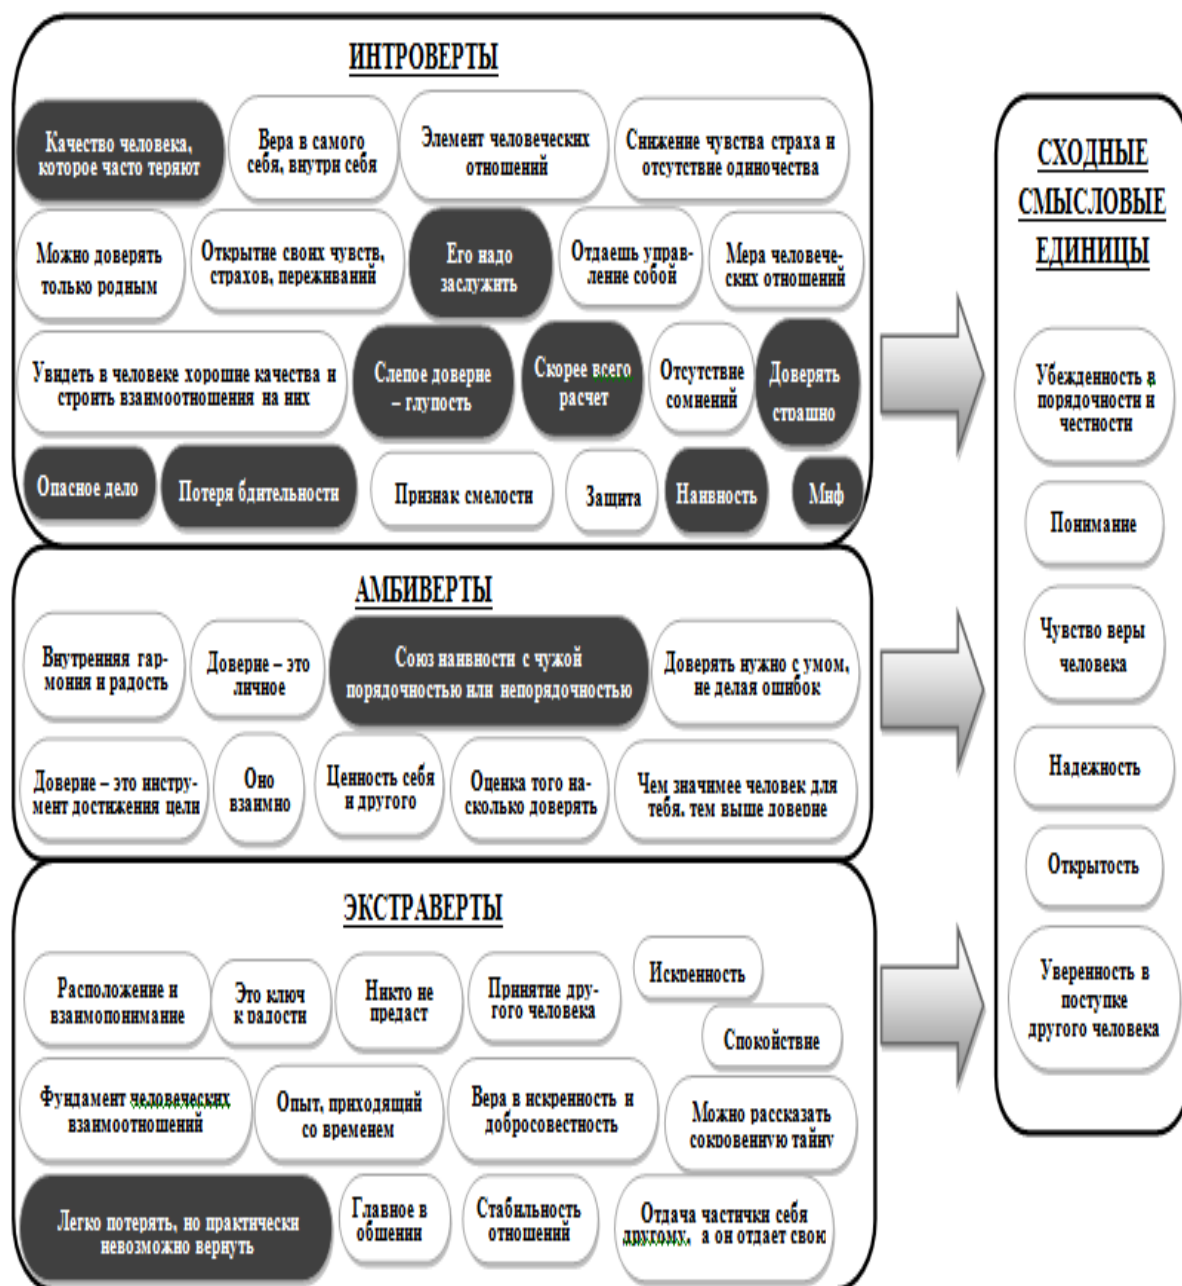 ИНТРОВЕРТЫ
Качество человека,
которое часто теряют
Вера в самого
себя, внутри себя
Элемент человеческих
отношений
Снижение чувства страха и
отсутствие одиночества
Можно доверять
только родным
Открытие своих чувств,
страхов, переживаний
Его надо
заслужить
Отдаешь управ-
ление собой
Мера человече-
ских отношений
Увидеть в человеке хорошие качества и
строить взаимоотношения на них
Слепое доверие
– глупость
Скорее всего
расчет
Отсутствие
сомнений
Доверять
страшно
Опасное дело
Потеря бдительности
Признак смелости
Защита
Наивность
Миф
АМБИВЕРТЫ
Внутренняя гар-
мония и радость
Доверие – это
личное
Союз наивности с чужой
порядочностью или непорядочностью
Доверять нужно с умом,
не делая ошибок
Доверие – это инстру-
мент достижения цели
Оно
взаимно
Ценность себя
и другого
Оценка того на-
сколько доверять
Чем значимее человек для
тебя, тем выше доверие
ЭКСТРАВЕРТЫ
Расположение и
взаимопонимание
Это ключ
к радости
Никто не
предаст
Принятие дру-
гого человека
Искренность
Спокойствие
Фундамент человеческих
взаимоотношений
Опыт, приходящий
со временем
Вера в искренность и
добросовестность
Можно рассказать
сокровенную тайну
Легко потерять, но практически
невозможно вернуть
Главное в
общении
Стабильность
отношений
Отдача частички себя
другому, а он отдает свою
СХОДНЫЕ
СМЫСЛОВЫЕ
ЕДИНИЦЫ
Убежденность в
порядочности и
честности
Понимание
Чувство веры
человека
Надежность
Открытость
Уверенность в
поступке
другого человека